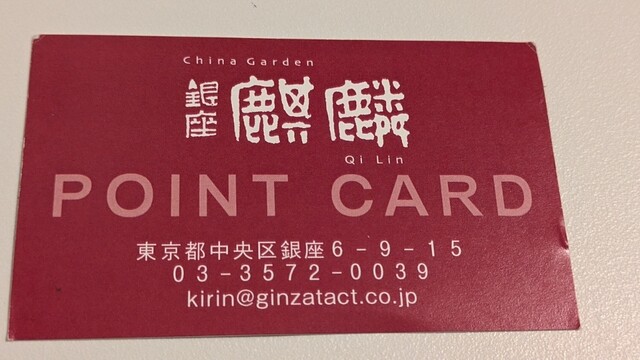 China Garden
銀座 麒麟
Qi Lin
POINT CARD
東京都中央区銀座6-9-15
03-3572-0039
kirin@ginzatact.co.jp